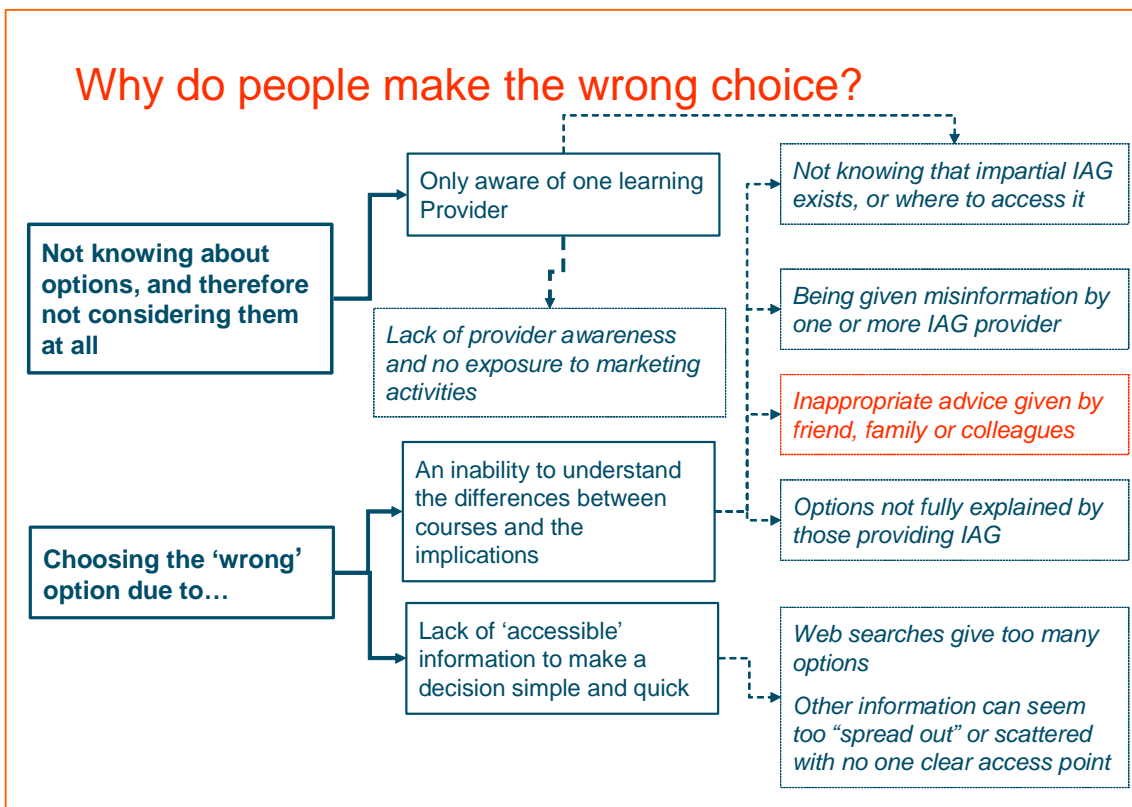 Why do people make the wrong choice?
Only aware of one learning
Provider
Not knowing that impartial IAG
exists, or where to access it
Not knowing about
options, and therefore
not considering them
at all
Being given misinformation by
one or more IAG provider
Lack of provider awareness
and no exposure to marketing
activities
Inappropriate advice given by
friend, family or colleagues
An inability to understand
the differences between
courses and the
implications
Options not fully explained by
those providing IAG
Choosing the ‘wrong’
option due to…
Lack of ‘accessible’
information to make a
decision simple and quick
Web searches give too many
options
Other information can seem
too “spread out” or scattered
with no one clear access point